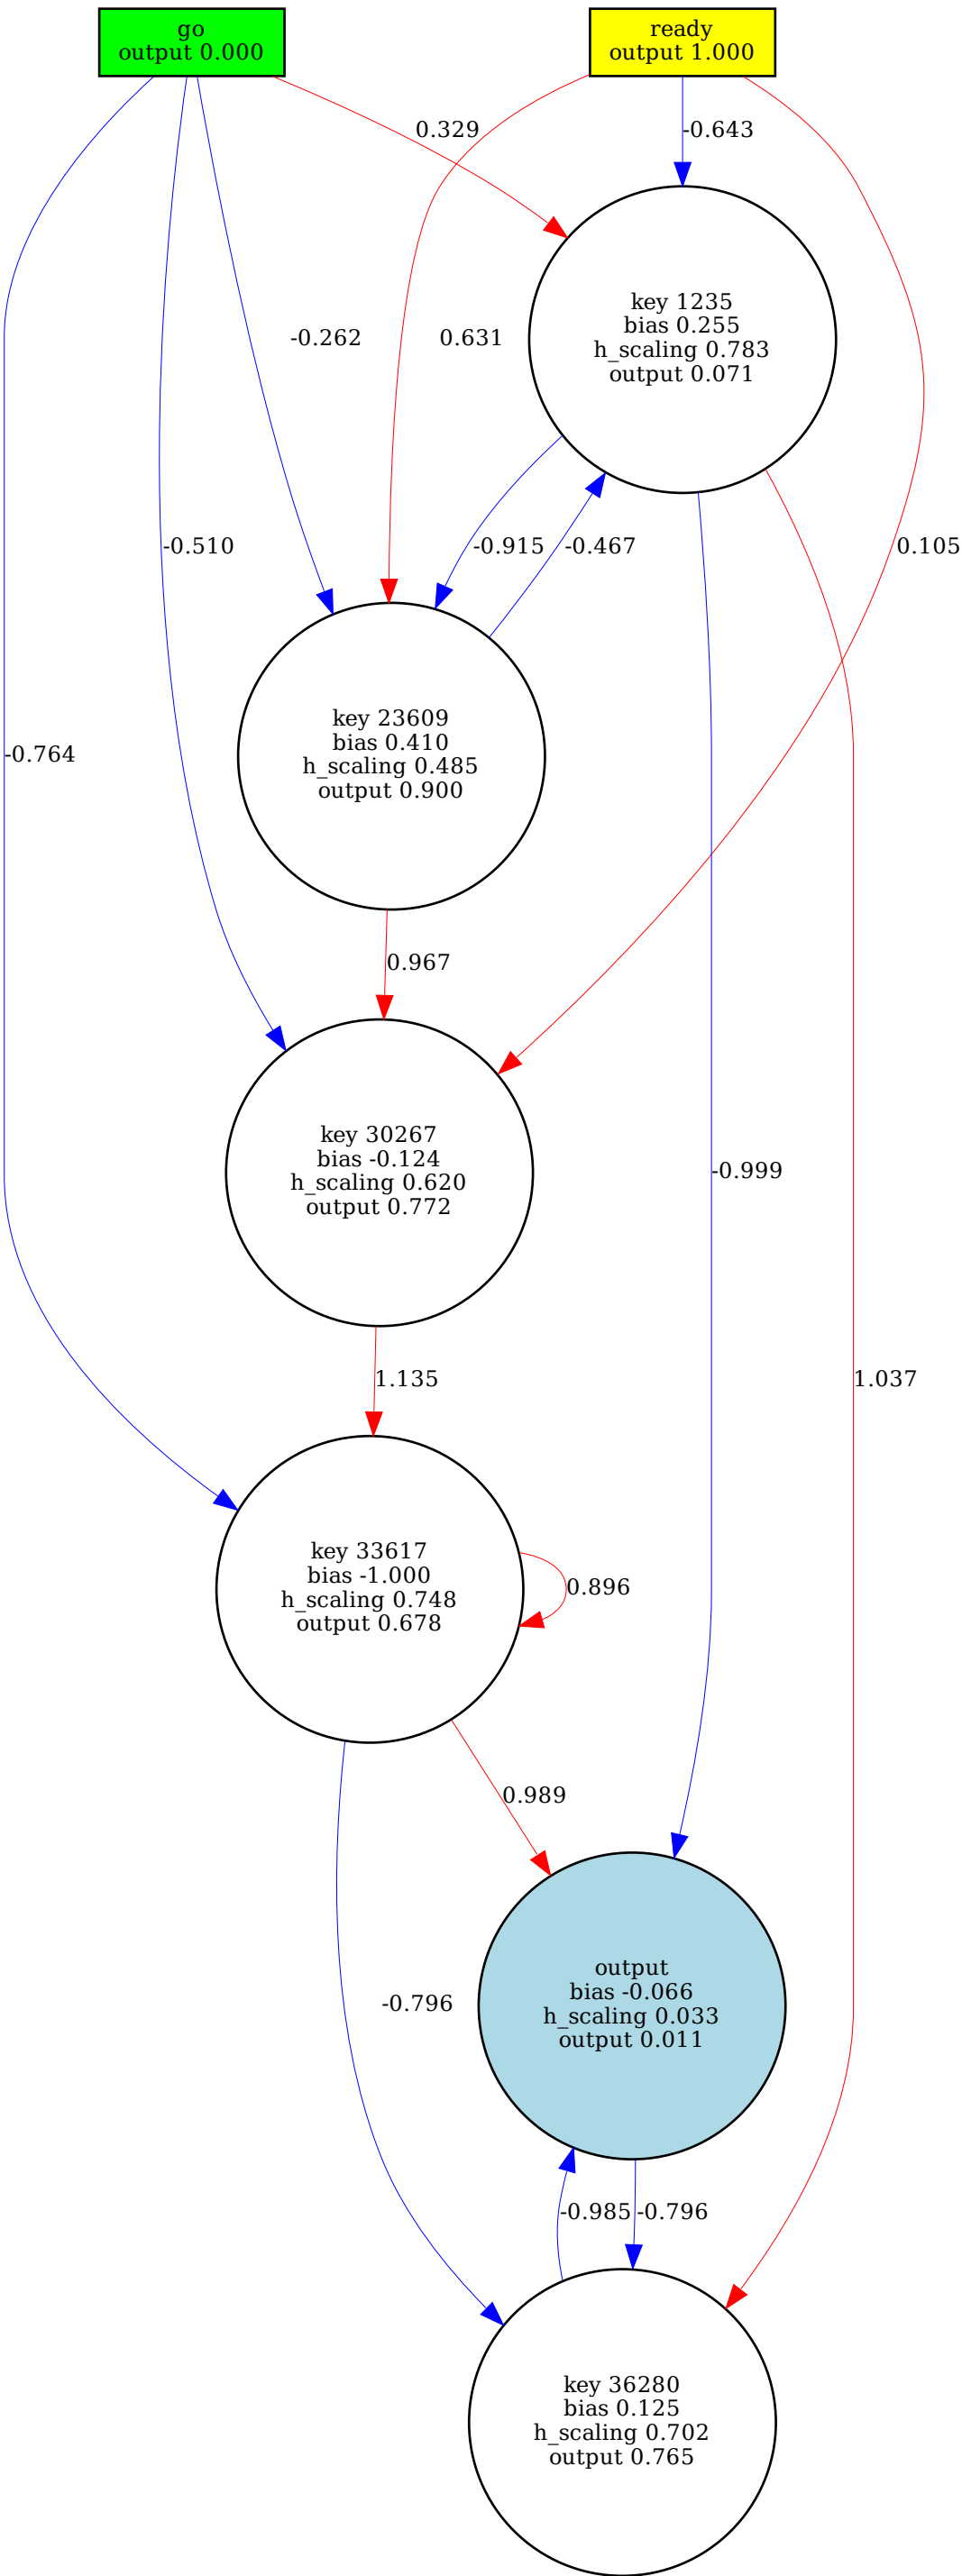 go
output 0.000
ready
output 1.000
0.329
-0.643
key 1235
bias 0.255
h_scaling 0.783
output 0.071
-0.262
0.631
-0.510
-0.915
-0.467
0.105
key 23609
bias 0.410
h_scaling 0.485
output 0.900
-0.764
0.967
key 30267
bias -0.124
h_scaling 0.620
output 0.772
-0.999
1.135
1.037
key 33617
bias -1.000
h_scaling 0.748
output 0.678
0.896
0.989
output
bias -0.066
h_scaling 0.033
output 0.011
-0.796
-0.985
-0.796
key 36280
bias 0.125
h_scaling 0.702
output 0.765